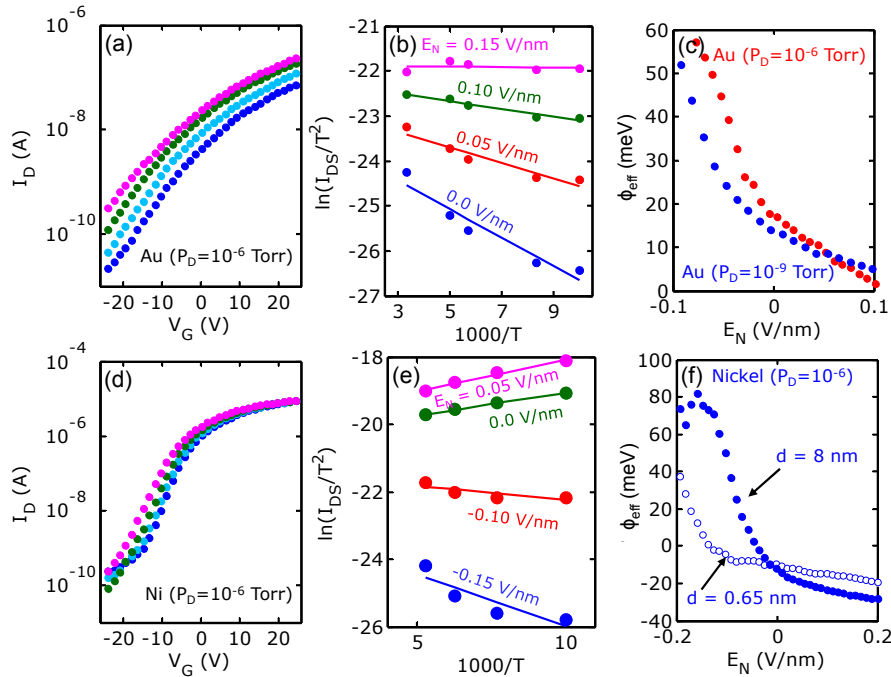 (a)
10⁻⁶
10⁻⁸
10⁻¹⁰
I_D (A)
Au (P_D=10⁻⁶ Torr)
-20 -10 0 10 20
V_G (V)
(b)
-21
-22
-23
-24
-25
-26
-27
ln(I_DS/T²)
E_N = 0.15 V/nm
0.10 V/nm
0.05 V/nm
0.0 V/nm
3 5 7 9 11
1000/T
(c)
Au (P_D=10⁻⁶ Torr)
60
50
40
30
20
10
0
ϕ_eff (meV)
Au (P_D=10⁻⁹ Torr)
-0.1 0 0.1
E_N (V/nm)
(d)
10⁻⁴
10⁻⁶
10⁻⁸
10⁻¹⁰
I_D (A)
Ni (P_D=10⁻⁶ Torr)
-20 -10 0 10 20
V_G (V)
(e)
-18
-20
-22
-24
-26
ln(I_DS/T²)
E_N = 0.05 V/nm
0.0 V/nm
-0.10 V/nm
-0.15 V/nm
4 6 8 10
1000/T
(f)
Nickel (P_D=10⁻⁶)
100
80
60
40
20
0
-20
-40
ϕ_eff (meV)
d = 8 nm
d = 0.65 nm
-0.2 0 0.2
E_N (V/nm)